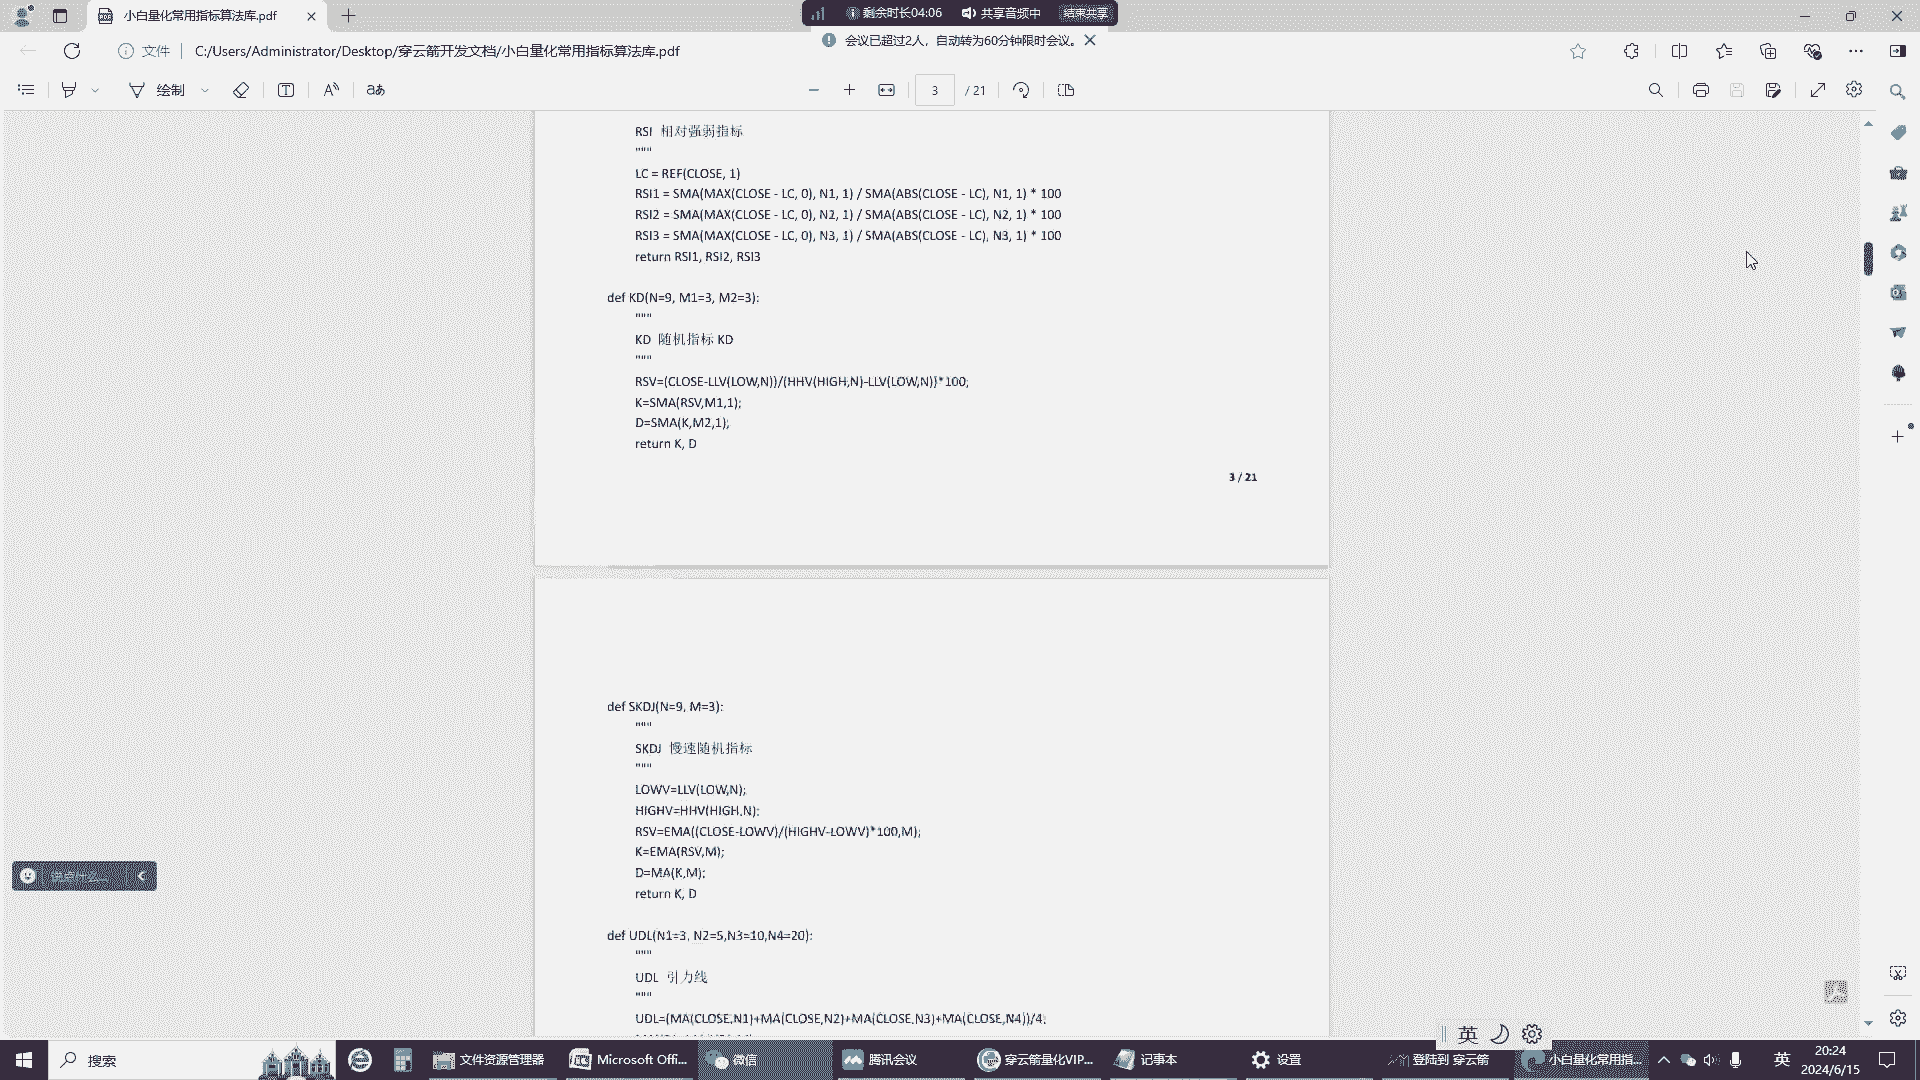 小白量化常用指标算法库.pdf
剩余时长04:06
共享音频中
结束共享
会议已超过2人，自动转为60分钟限时会议。
文件
C:/Users/Administrator/Desktop/穿云箭开发文档/小白量化常用指标算法库.pdf
绘制
3 / 21
RSI 相对强弱指标
"""
LC = REF(CLOSE, 1)
RSI1 = SMA(MAX(CLOSE - LC, 0), N1, 1) / SMA(ABS(CLOSE - LC), N1, 1) * 100
RSI2 = SMA(MAX(CLOSE - LC, 0), N2, 1) / SMA(ABS(CLOSE - LC), N2, 1) * 100
RSI3 = SMA(MAX(CLOSE - LC, 0), N3, 1) / SMA(ABS(CLOSE - LC), N3, 1) * 100
return RSI1, RSI2, RSI3
def KD(N=9, M1=3, M2=3):
"""
KD 随机指标 KD
"""
RSV=(CLOSE-LLV(LOW,N))/(HHV(HIGH,N)-LLV(LOW,N))*100;
K=SMA(RSV,M1,1);
D=SMA(K,M2,1);
return K, D
3 / 21
def SKDJ(N=9, M=3):
"""
SKDJ 慢速随机指标
"""
LOWV=LLV(LOW,N);
HIGHV=HHV(HIGH,N);
RSV=EMA((CLOSE-LOWV)/(HIGHV-LOWV)*100,M);
K=EMA(RSV,M);
D=MA(K,M);
return K, D
def UDL(N1=3, N2=5,N3=10,N4=20):
"""
UDL 引力线
"""
UDL=(MA(CLOSE,N1)+MA(CLOSE,N2)+MA(CLOSE,N3)+MA(CLOSE,N4))/4;
说点什么...
英
搜索
文件资源管理器
Microsoft Offi...
微信
腾讯会议
穿云箭量化VIP...
记事本
设置
登陆到 穿云箭
小白量化常用指...
英
20:24
2024/6/15